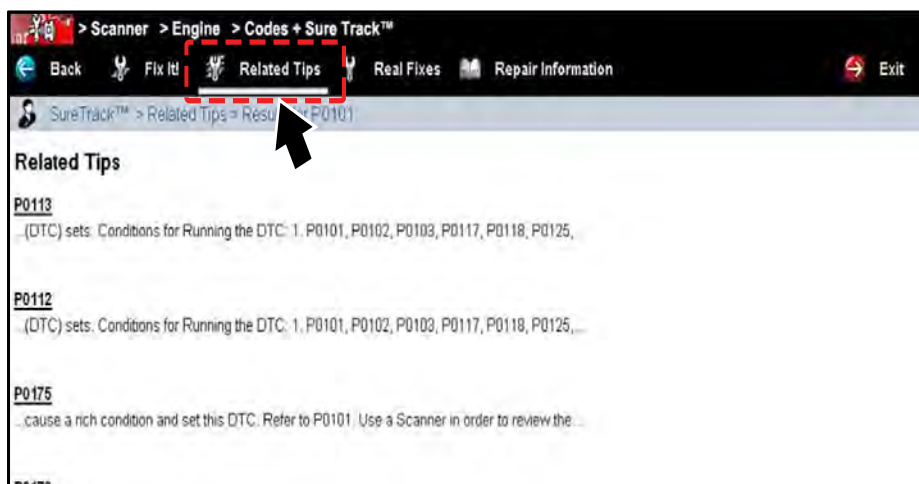 > Scanner > Engine > Codes + Sure Track™
Back Fix It! Related Tips Real Fixes Repair Information Exit
SureTrack™ > Related Tips > Resu P0101
Related Tips
P0113
...(DTC) sets. Conditions for Running the DTC: 1. P0101, P0102, P0103, P0117, P0118, P0125,...
P0112
...(DTC) sets. Conditions for Running the DTC: 1. P0101, P0102, P0103, P0117, P0118, P0125,...
P0175
...cause a rich condition and set this DTC. Refer to P0101. Use a Scanner in order to review the...